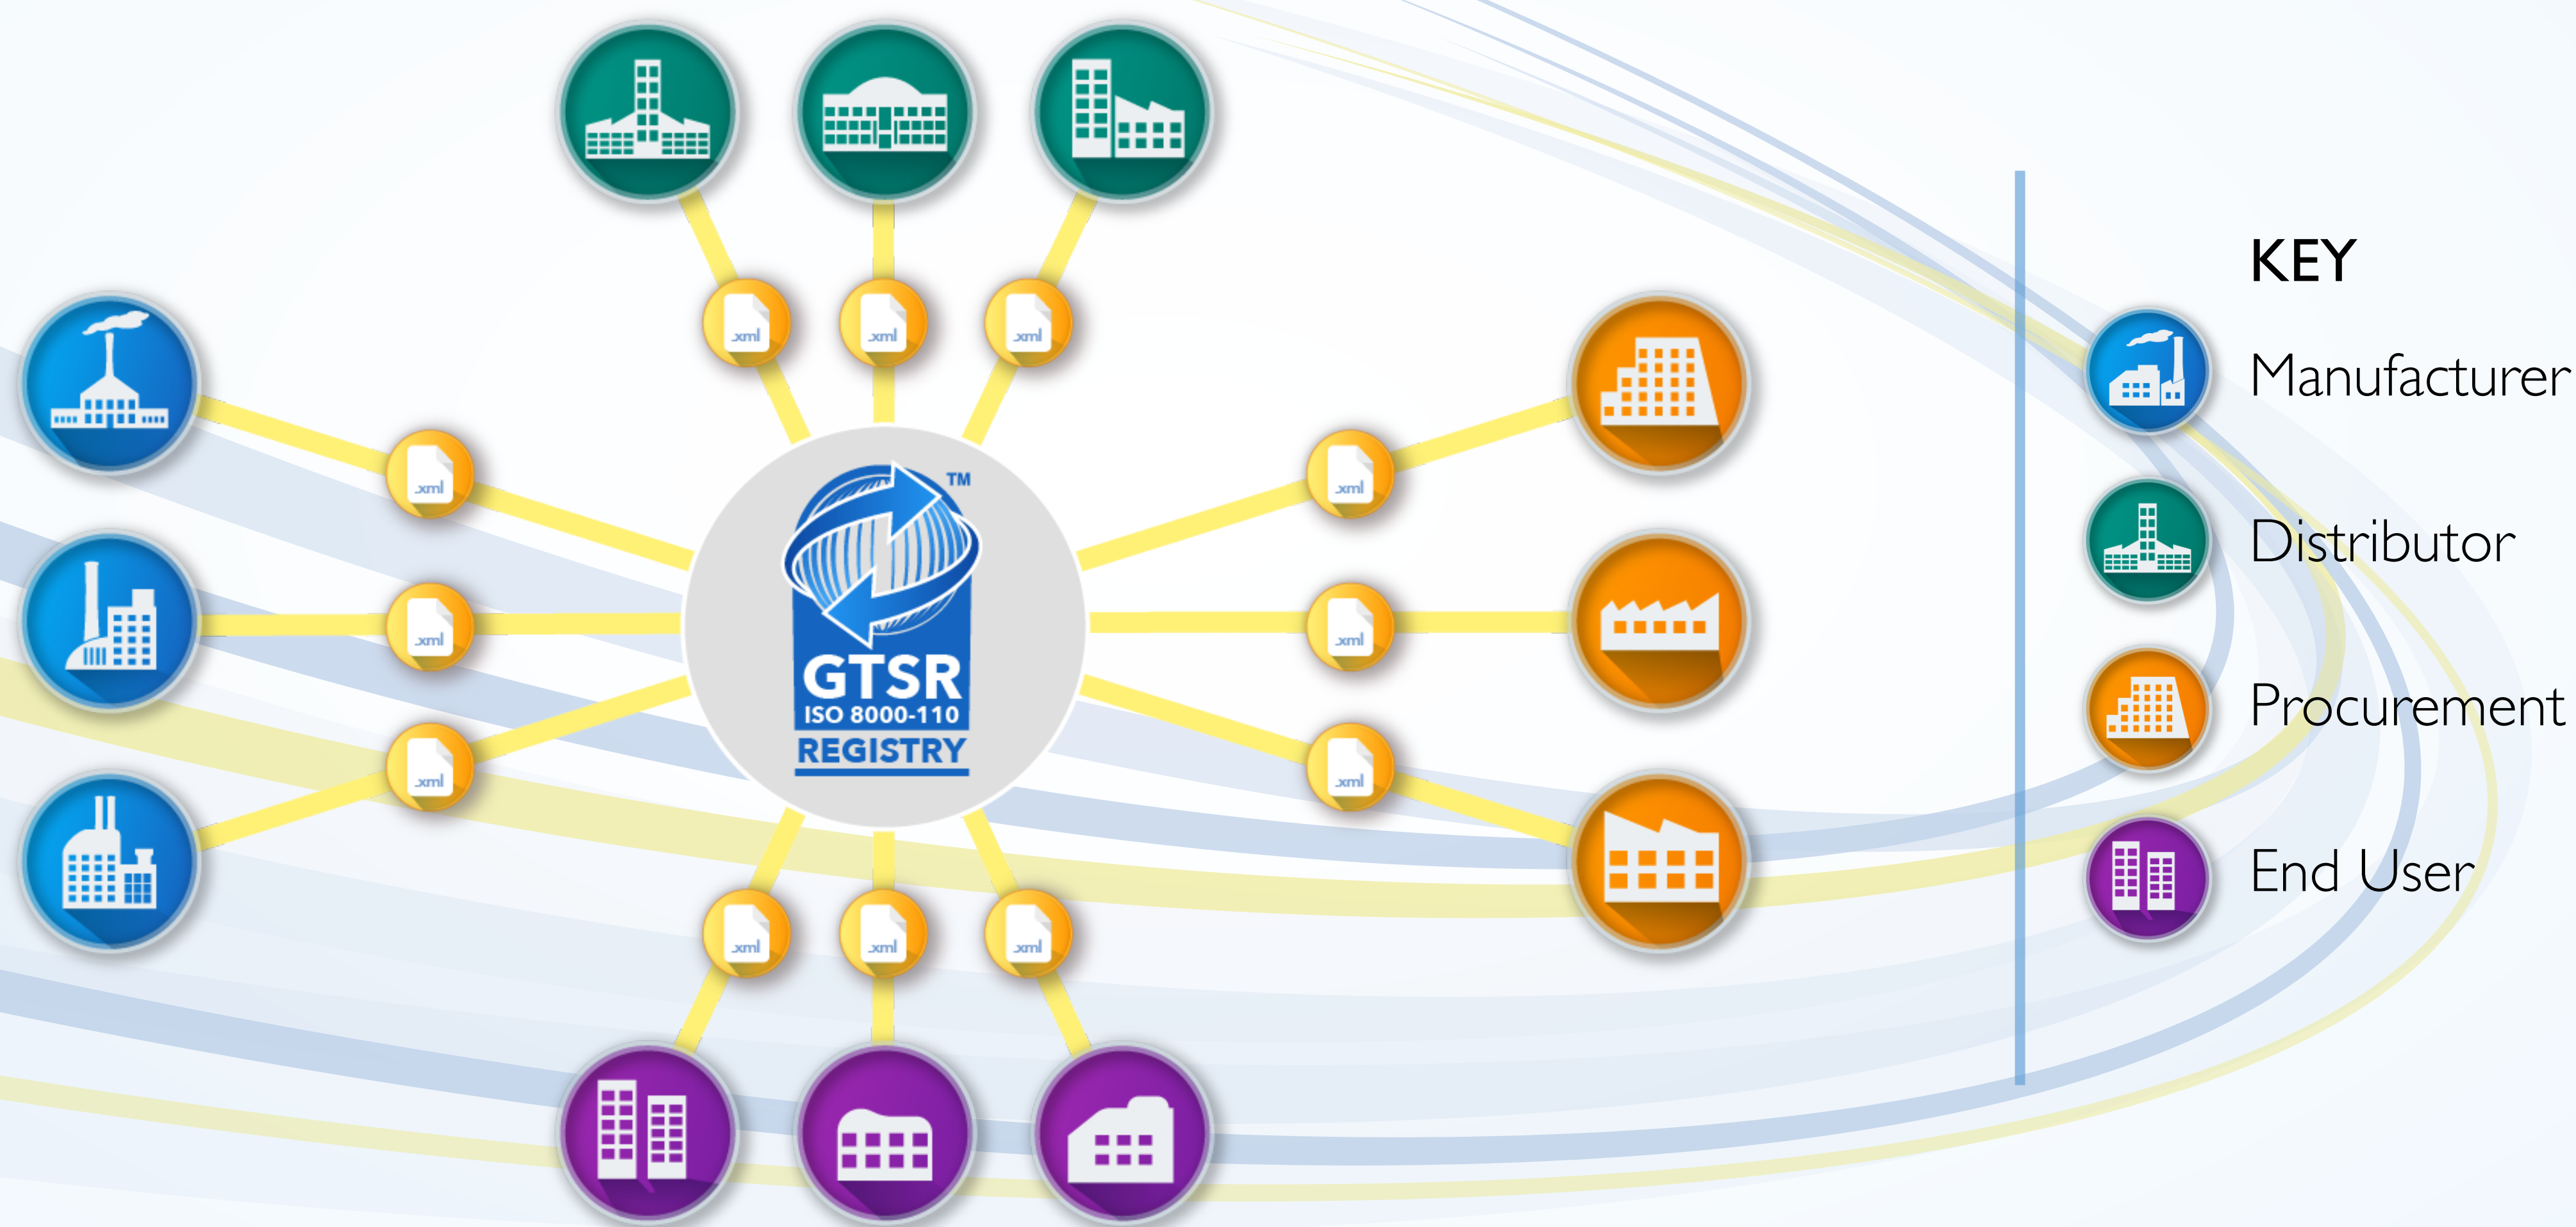 .xml
.xml
.xml
.xml
.xml
.xml
TM
GTSR
ISO 8000-110
REGISTRY
.xml
.xml
.xml
.xml
.xml
.xml
KEY
Manufacturer
Distributor
Procurement
End User